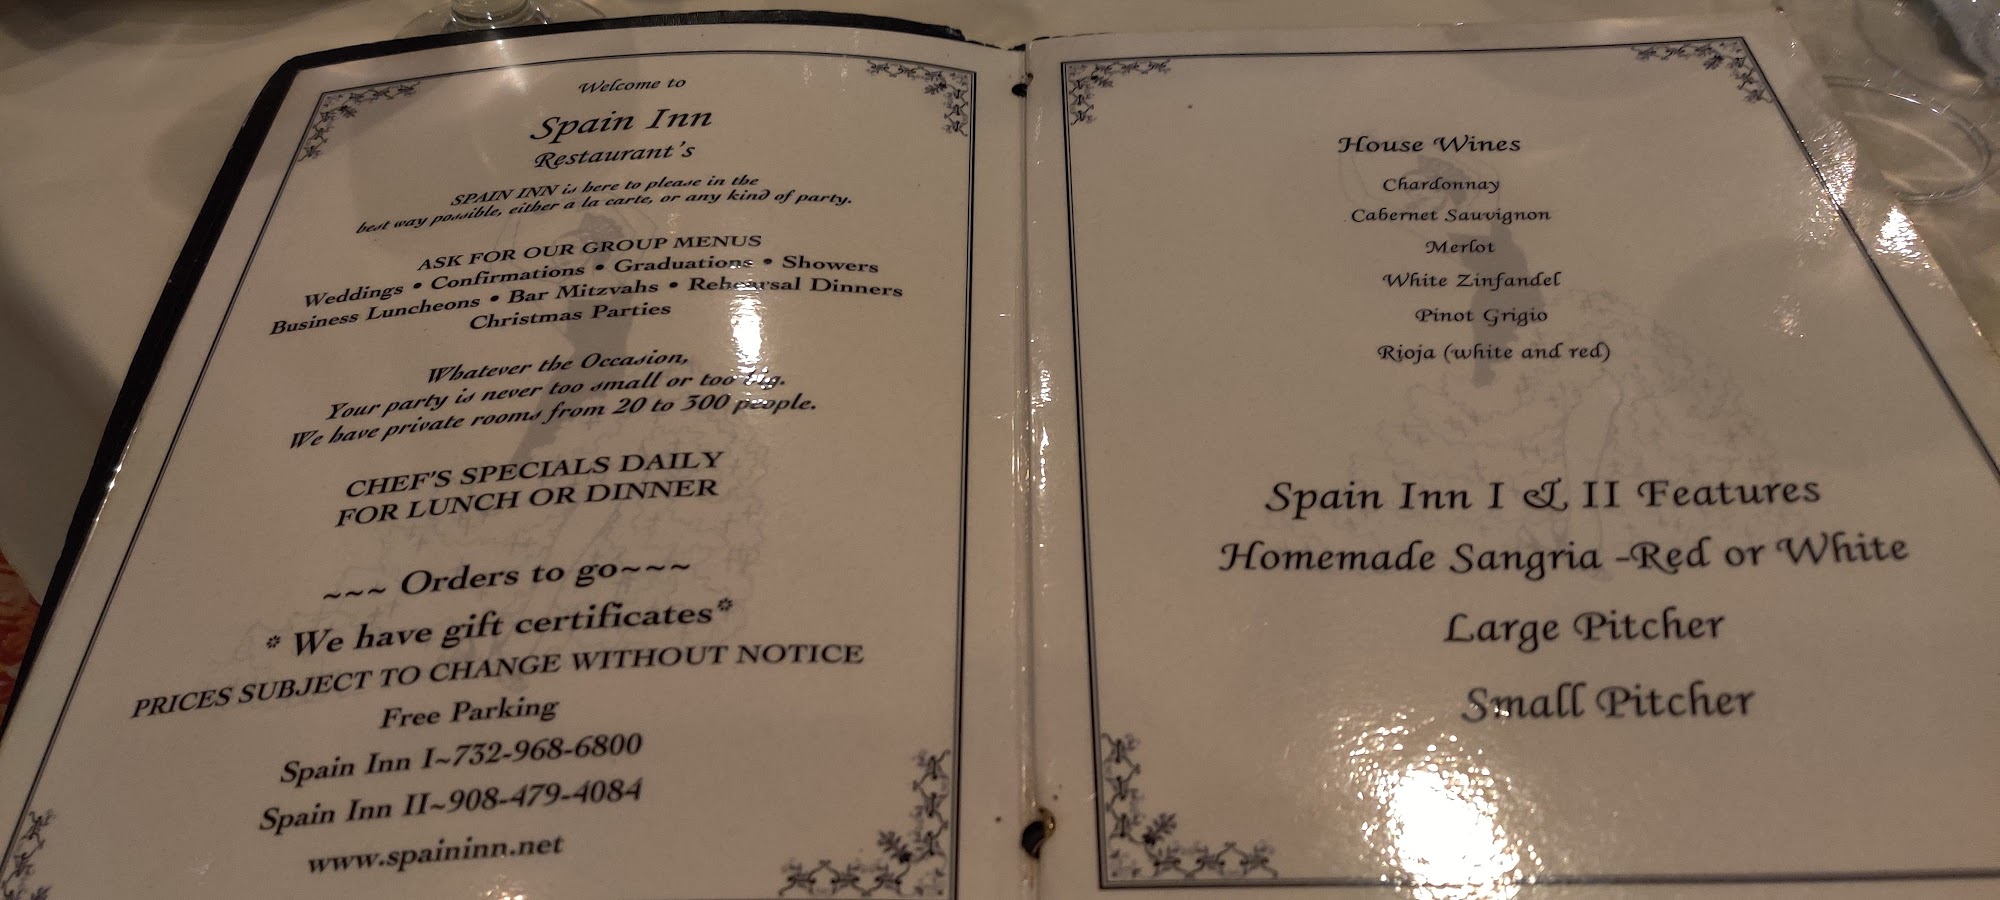 Welcome to
Spain Inn
Restaurant's
SPAIN INN is here to please in the
best way possible, either a la carte, or any kind of party.
ASK FOR OUR GROUP MENUS
Weddings • Confirmations • Graduations • Showers
Business Luncheons • Bar Mitzvahs • Rehearsal Dinners
Christmas Parties
Whatever the Occasion,
Your party is never too small or too big.
We have private rooms from 20 to 300 people.
CHEF'S SPECIALS DAILY
FOR LUNCH OR DINNER
~~~ Orders to go~~~
* We have gift certificates*
PRICES SUBJECT TO CHANGE WITHOUT NOTICE
Free Parking
Spain Inn I~732-968-6800
Spain Inn II~908-479-4084
www.spaininn.net
House Wines
Chardonnay
Cabernet Sauvignon
Merlot
White Zinfandel
Pinot Grigio
Rioja (white and red)
Spain Inn I & II Features
Homemade Sangria -Red or White
Large Pitcher
Small Pitcher